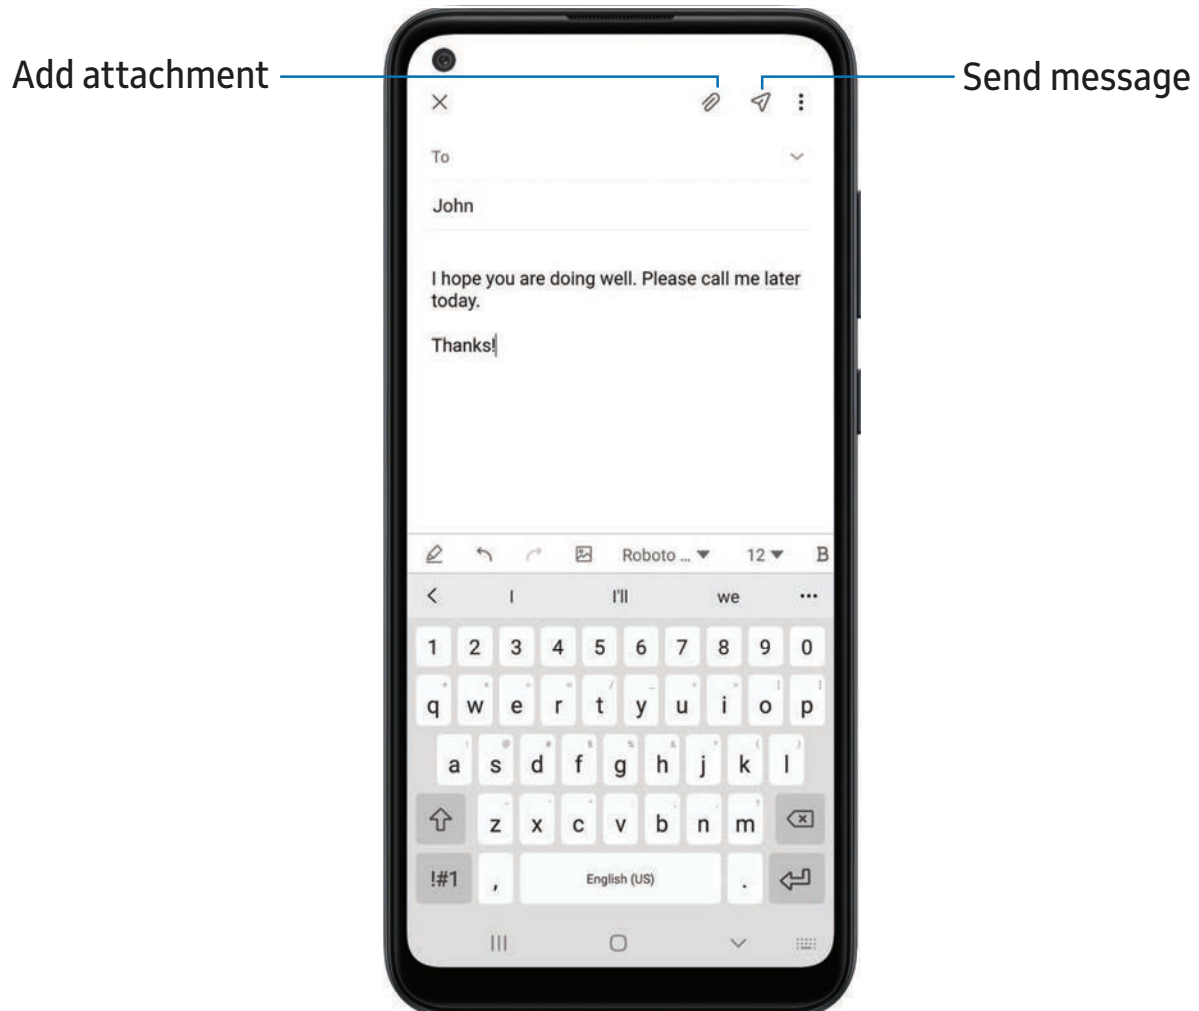 Add attachment
Send message
To
John
I hope you are doing well. Please call me later
today.
Thanks!
Roboto ... 12 B
I I'll we
1 2 3 4 5 6 7 8 9 0
q w e r t y u i o p
a s d f g h j k l
z x c v b n m
!#1 , English (US) .